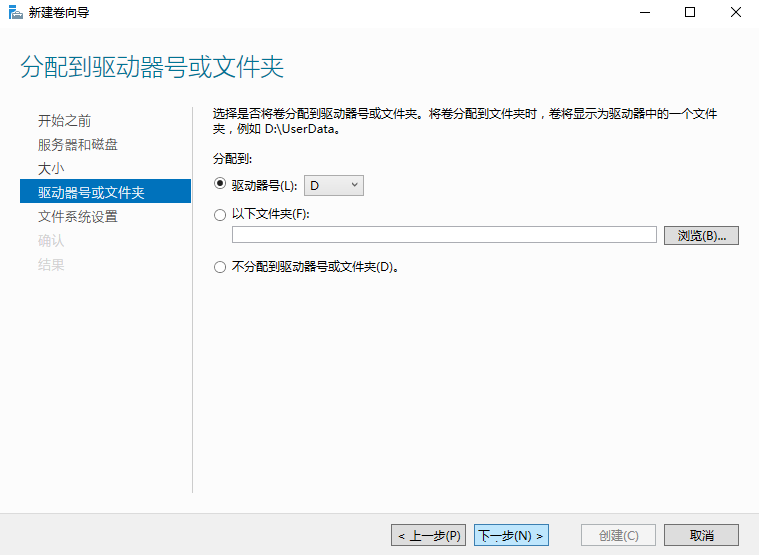 新建卷向导
分配到驱动器号或文件夹
开始之前
服务器和磁盘
大小
驱动器号或文件夹
文件系统设置
确认
结果
选择是否将卷分配到驱动器号或文件夹。将卷分配到文件夹时，卷将显示为驱动器中的一个文件
夹，例如 D:\UserData。
分配到:
驱动器号(L): D
以下文件夹(F):
浏览(B)...
不分配到驱动器号或文件夹(D)。
< 上一步(P) 下一步(N) > 创建(C) 取消